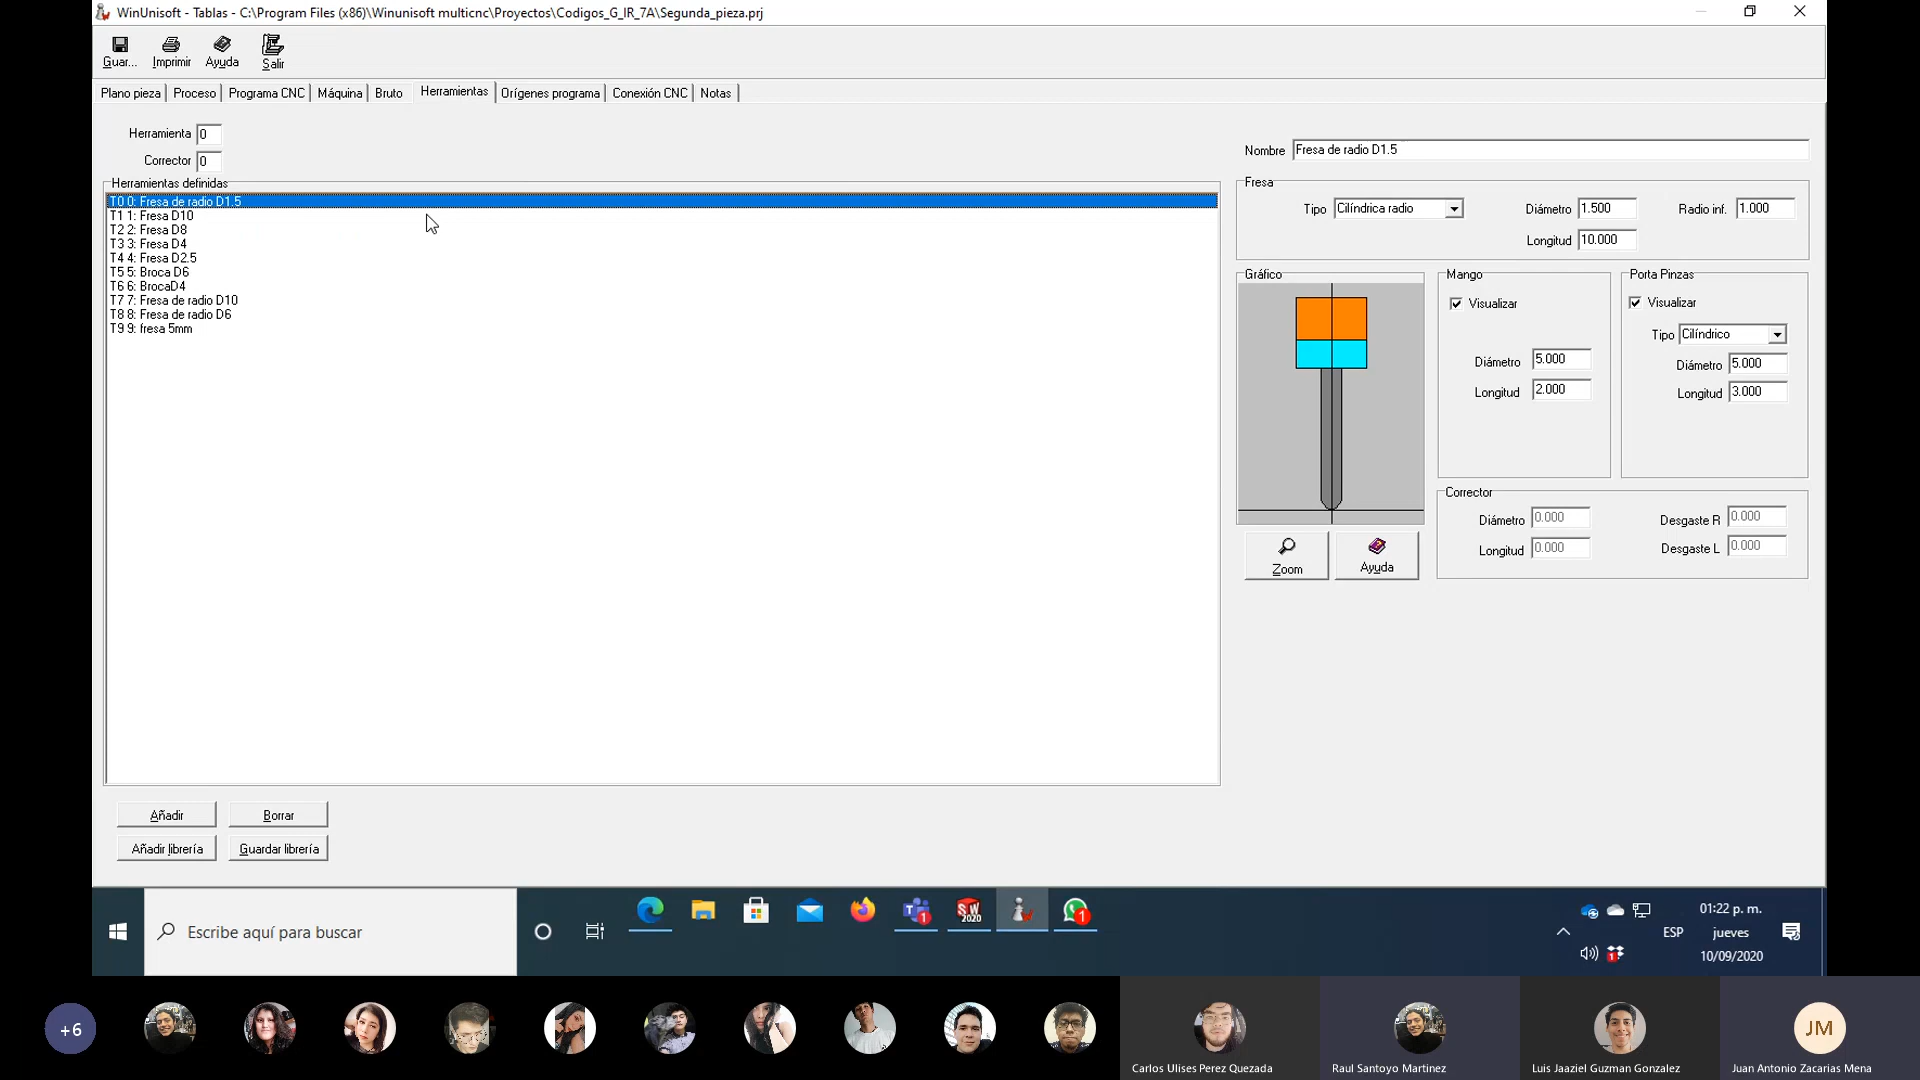 WinUnisoft - Tablas - C:\Program Files (x86)\Winunisoft multicnc\Proyectos\Codigos_G_IR_7A\Segunda_pieza.prj
Guar... Imprimir Ayuda Salir
Plano pieza Proceso Programa CNC Máquina Bruto Herramientas Orígenes programa Conexión CNC Notas
Herramienta 0
Corrector 0
Herramientas definidas
T0 0: Fresa de radio D1.5
T1 1: Fresa D10
T2 2: Fresa D8
T3 3: Fresa D4
T4 4: Fresa D2.5
T5 5: Broca D6
T6 6: BrocaD4
T7 7: Fresa de radio D10
T8 8: Fresa de radio D6
T9 9: fresa 5mm
Añadir Borrar
Añadir librería Guardar librería
Nombre Fresa de radio D1.5
Fresa
Tipo Cilíndrica radio Diámetro 1.500 Radio inf. 1.000
Longitud 10.000
Gráfico
Zoom Ayuda
Mango
Visualizar
Diámetro 5.000
Longitud 2.000
Porta Pinzas
Visualizar
Tipo Cilíndrico
Diámetro 5.000
Longitud 3.000
Corrector
Diámetro 0.000 Desgaste R 0.000
Longitud 0.000 Desgaste L 0.000
Escribe aquí para buscar
1
SW
2020
1
1
ESP
01:22 p. m.
jueves
10/09/2020
+6
Carlos Ulises Perez Quezada
Raul Santoyo Martinez
Luis Jaaziel Guzman Gonzalez
JM
Juan Antonio Zacarias Mena